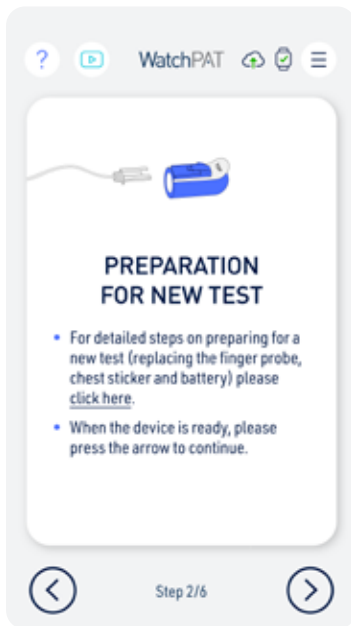 ?
WatchPAT
PREPARATION
FOR NEW TEST
• For detailed steps on preparing for a
new test (replacing the finger probe,
chest sticker and battery) please
click here.
• When the device is ready, please
press the arrow to continue.
Step 2/6